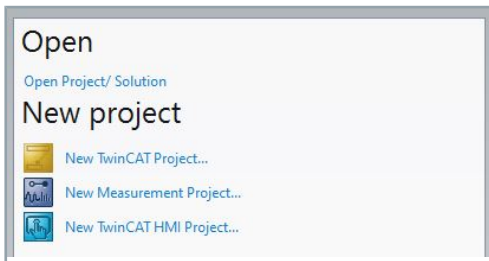 Open
Open Project/ Solution
New project
New TwinCAT Project...
New Measurement Project...
New TwinCAT HMI Project...